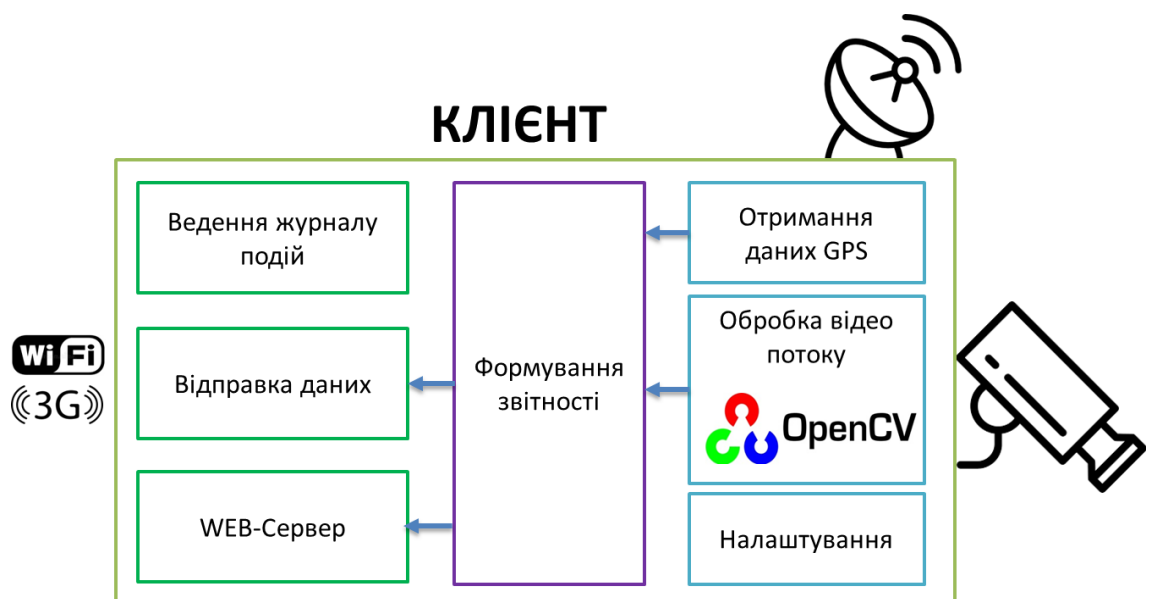 КЛІЄНТ
Ведення журналу
подій
Відправка даних
WEB-Сервер
Формування
звітності
Отримання
даних GPS
Обробка відео
потоку
OpenCV
Налаштування
Wi Fi
3G